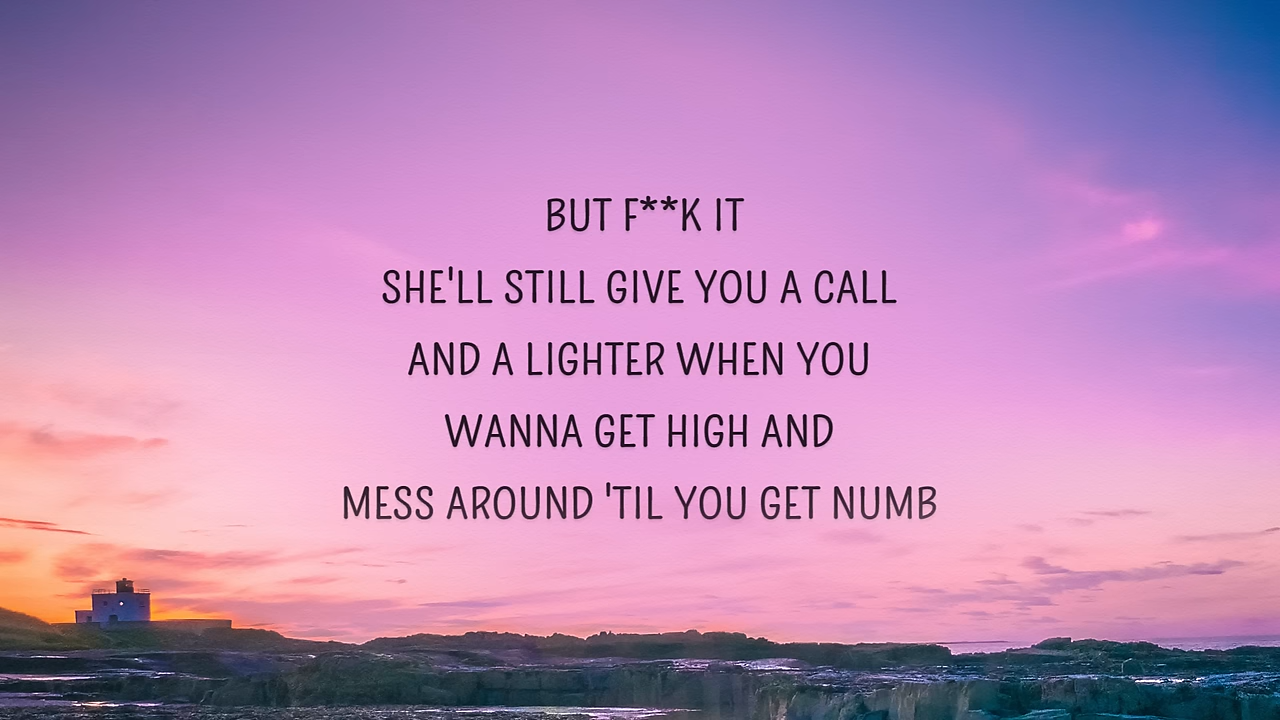 BUT F**K IT
SHE'LL STILL GIVE YOU A CALL
AND A LIGHTER WHEN YOU
WANNA GET HIGH AND
MESS AROUND 'TIL YOU GET NUMB